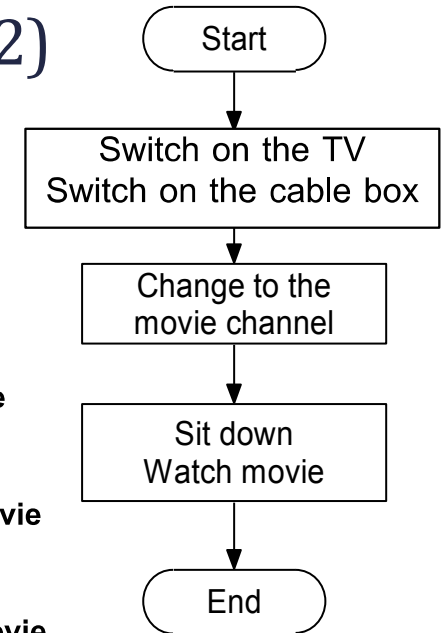 2)
Start
Switch on the TV
Switch on the cable box
Change to the
movie channel
Sit down
Watch movie
End